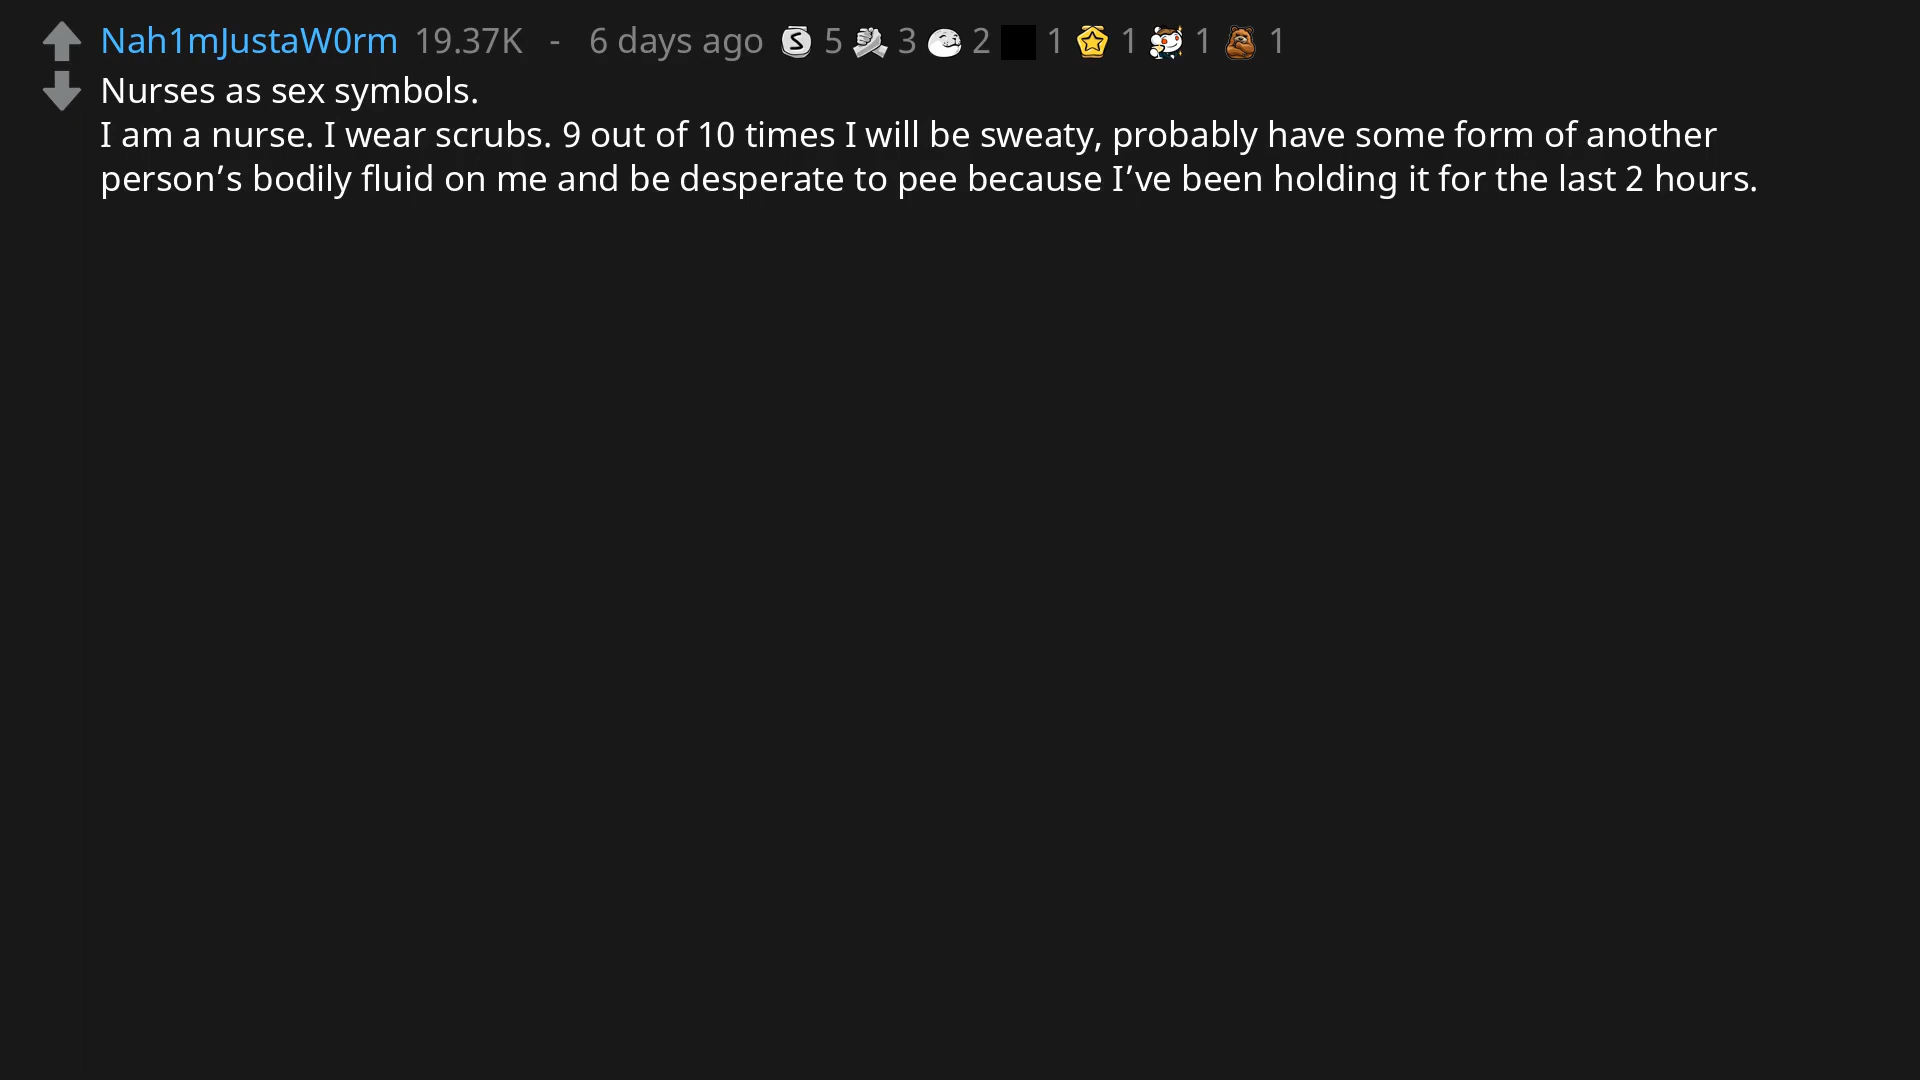 Nah1mJustaW0rm 19.37K - 6 days ago 5 3 2 1 1 1 1
Nurses as sex symbols.
I am a nurse. I wear scrubs. 9 out of 10 times I will be sweaty, probably have some form of another
person’s bodily fluid on me and be desperate to pee because I’ve been holding it for the last 2 hours.